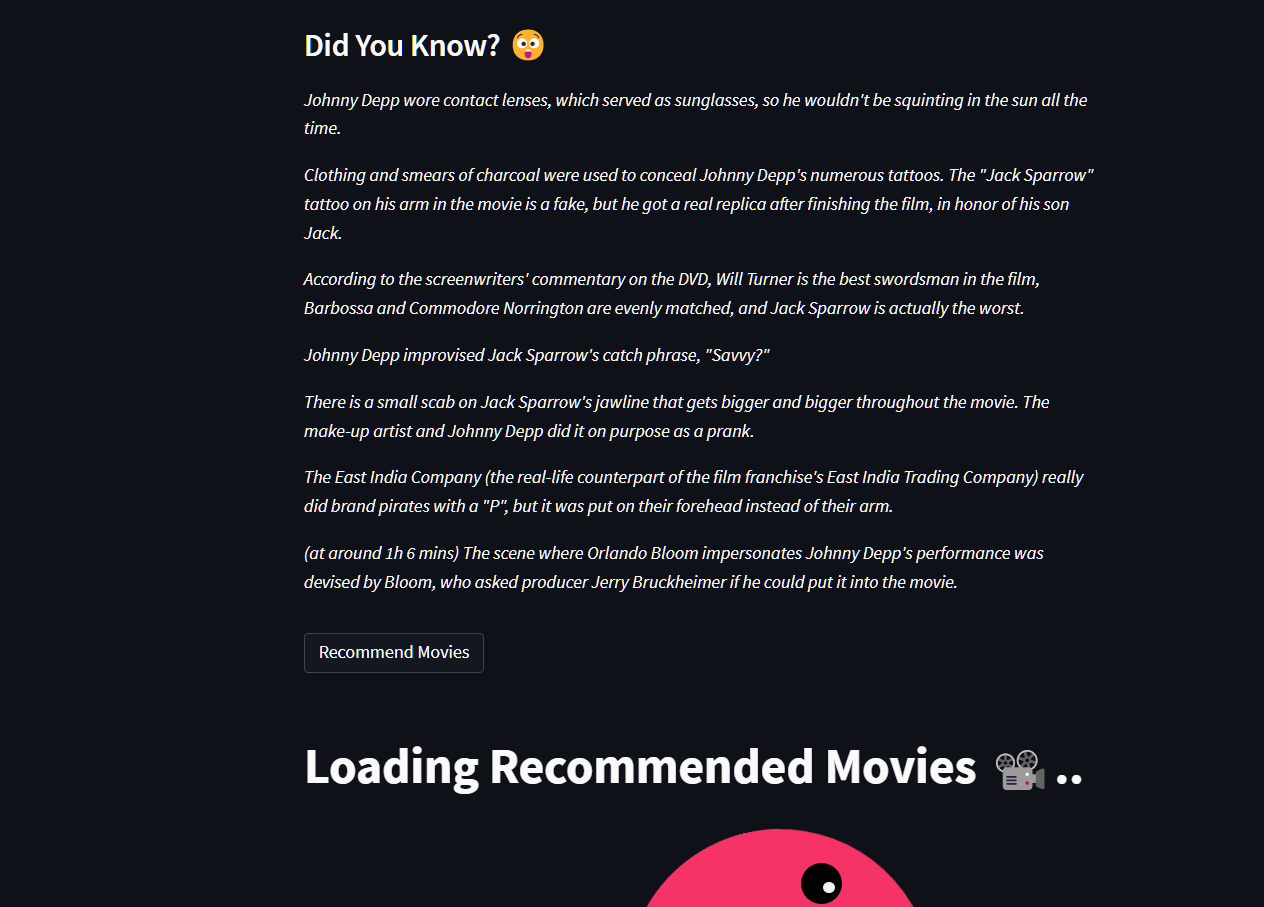 Did You Know? 😲
Johnny Depp wore contact lenses, which served as sunglasses, so he wouldn't be squinting in the sun all the
time.
Clothing and smears of charcoal were used to conceal Johnny Depp's numerous tattoos. The "Jack Sparrow"
tattoo on his arm in the movie is a fake, but he got a real replica after finishing the film, in honor of his son
Jack.
According to the screenwriters' commentary on the DVD, Will Turner is the best swordsman in the film,
Barbossa and Commodore Norrington are evenly matched, and Jack Sparrow is actually the worst.
Johnny Depp improvised Jack Sparrow's catch phrase, "Savvy?"
There is a small scab on Jack Sparrow's jawline that gets bigger and bigger throughout the movie. The
make-up artist and Johnny Depp did it on purpose as a prank.
The East India Company (the real-life counterpart of the film franchise's East India Trading Company) really
did brand pirates with a "P", but it was put on their forehead instead of their arm.
(at around 1h 6 mins) The scene where Orlando Bloom impersonates Johnny Depp's performance was
devised by Bloom, who asked producer Jerry Bruckheimer if he could put it into the movie.
Recommend Movies
Loading Recommended Movies 📽️ ..